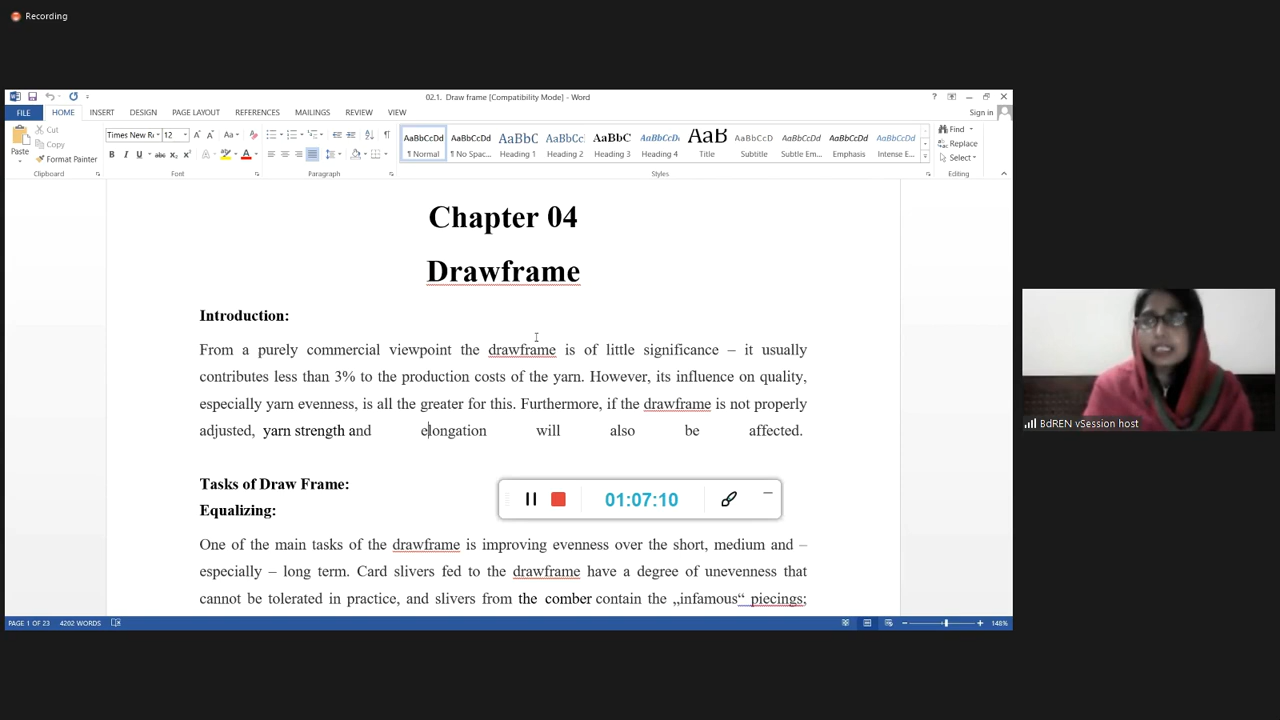 Recording
02.1. Draw frame [Compatibility Mode] - Word
FILE HOME INSERT DESIGN PAGE LAYOUT REFERENCES MAILINGS REVIEW VIEW
Sign in
Paste
Cut
Copy
Format Painter
Clipboard
Times New Ro 12
Font
Paragraph
AaBbCcDd AaBbCcDd AaBbC AaBbCc AaBbC AaBbCcDd AaB AaBbCcD AaBbCcDd AaBbCcDd AaBbCcDd
¶ Normal ¶ No Spac... Heading 1 Heading 2 Heading 3 Heading 4 Title Subtitle Subtle Em... Emphasis Intense E...
Styles
Find
Replace
Select
Editing
Chapter 04
Drawframe
Introduction:
From a purely commercial viewpoint the drawframe is of little significance – it usually
contributes less than 3% to the production costs of the yarn. However, its influence on quality,
especially yarn evenness, is all the greater for this. Furthermore, if the drawframe is not properly
adjusted, yarn strength and elongation will also be affected.
Tasks of Draw Frame:
Equalizing:
01:07:10
One of the main tasks of the drawframe is improving evenness over the short, medium and –
especially – long term. Card slivers fed to the drawframe have a degree of unevenness that
cannot be tolerated in practice, and slivers from the comber contain the „infamous“ piecings;
BdREN vSession host
PAGE 1 OF 23 4202 WORDS
148%